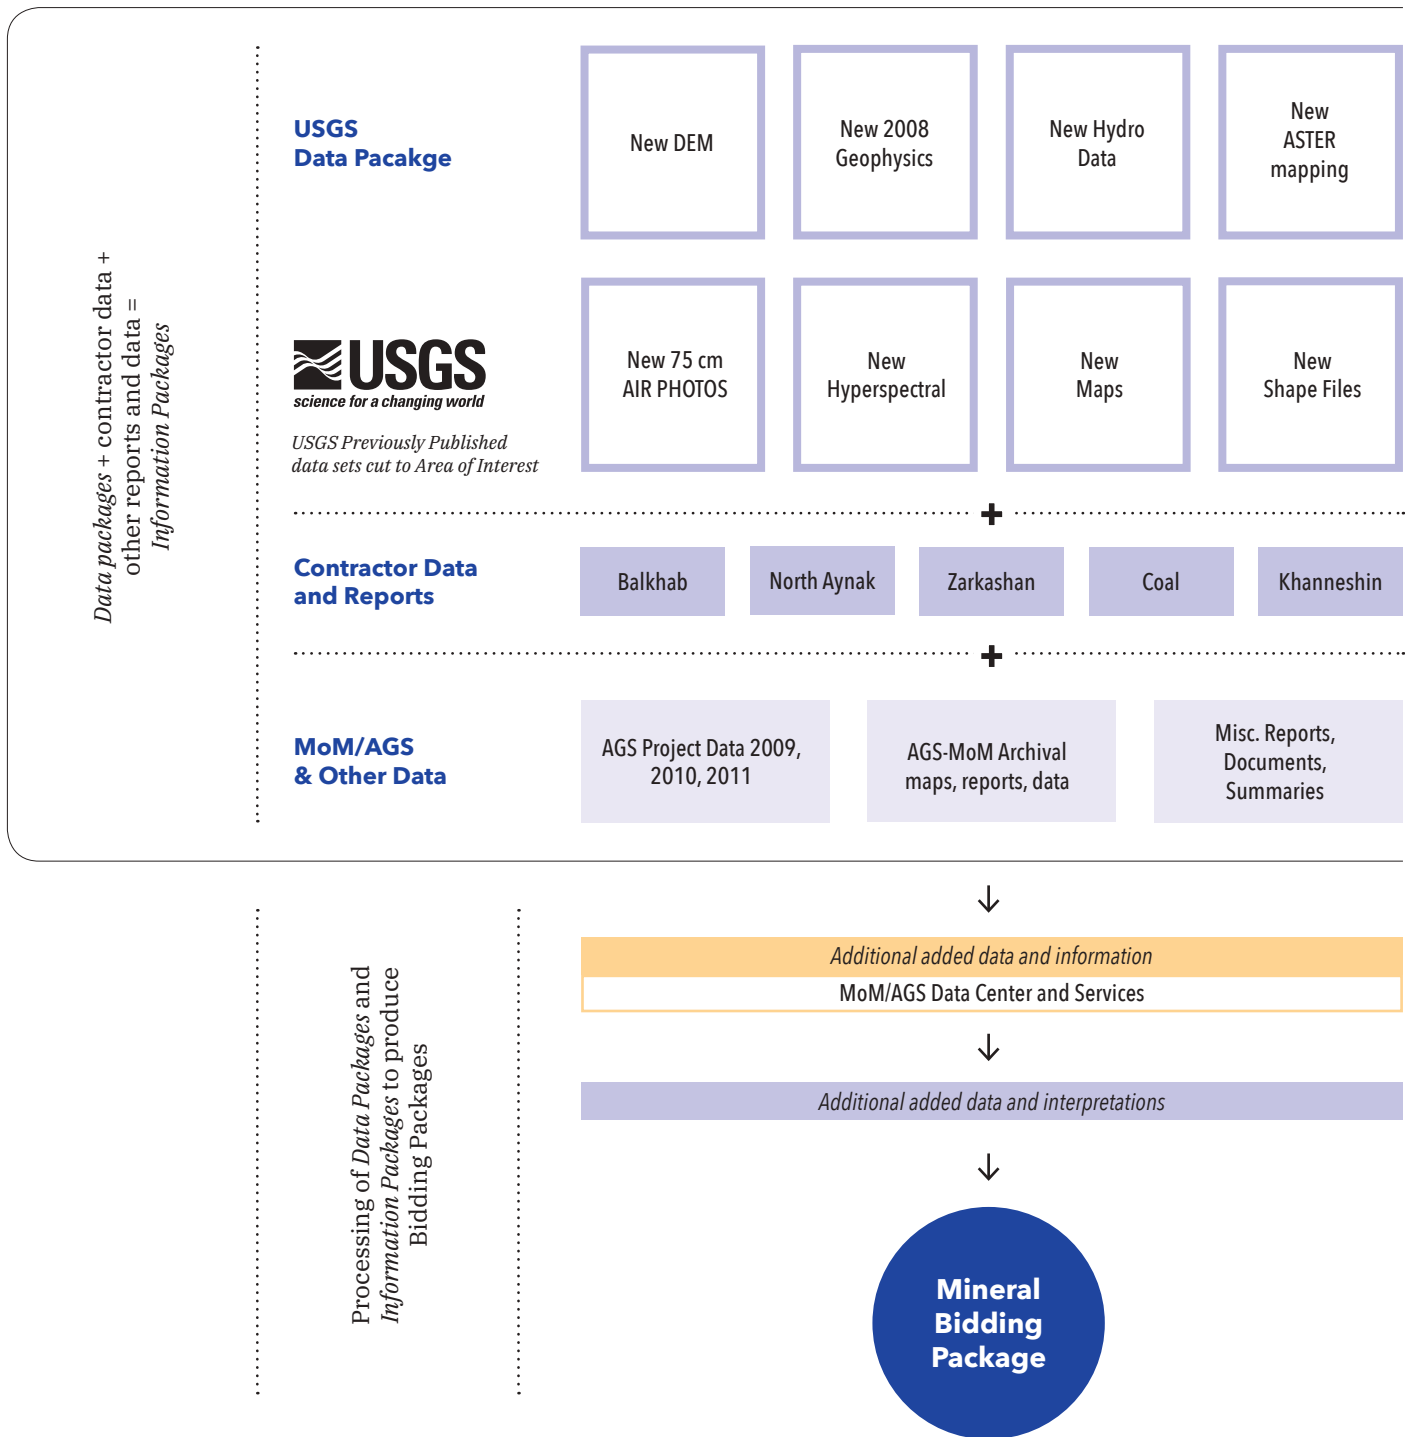 Data packages + contractor data +
other reports and data =
Information Packages
USGS
Data Pacakge
New DEM
New 2008
Geophysics
New Hydro
Data
New
ASTER
mapping
USGS
science for a changing world
USGS Previously Published
data sets cut to Area of Interest
New 75 cm
AIR PHOTOS
New
Hyperspectral
New
Maps
New
Shape Files
+
Contractor Data
and Reports
Balkhab
North Aynak
Zarkashan
Coal
Khanneshin
+
MoM/AGS
& Other Data
AGS Project Data 2009,
2010, 2011
AGS-MoM Archival
maps, reports, data
Misc. Reports,
Documents,
Summaries
Processing of Data Packages and
Information Packages to produce
Bidding Packages
Additional added data and information
MoM/AGS Data Center and Services
Additional added data and interpretations
Mineral
Bidding
Package